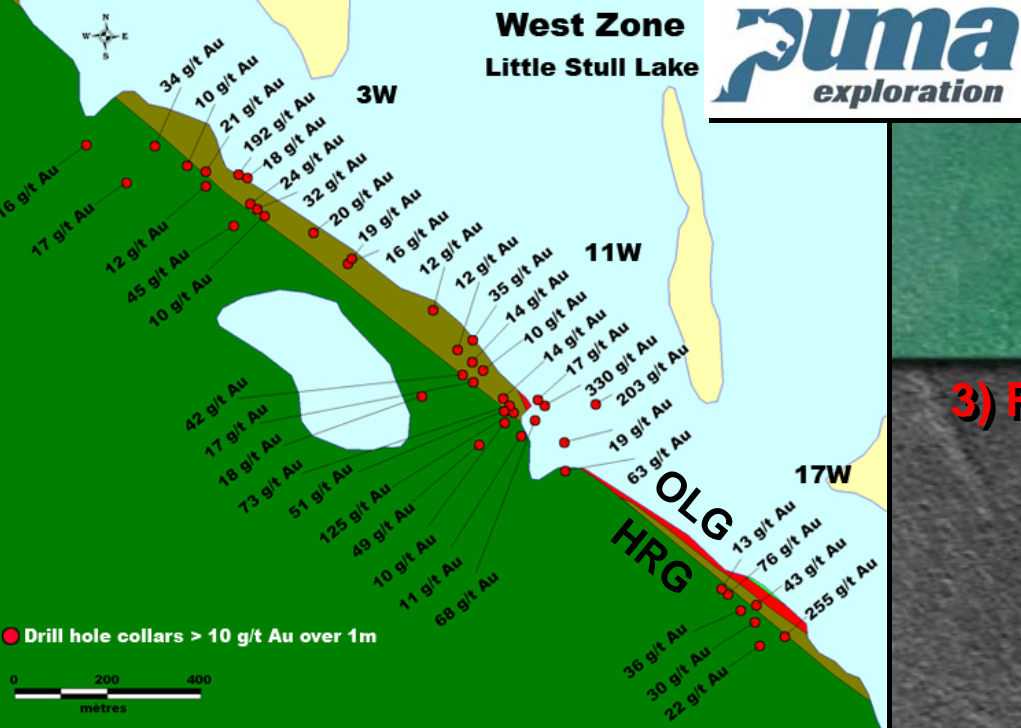 West Zone
Little Stull Lake
puma
exploration
N
W E
S
3W
11W
17W
34 g/t Au
10 g/t Au
21 g/t Au
192 g/t Au
18 g/t Au
24 g/t Au
32 g/t Au
20 g/t Au
19 g/t Au
16 g/t Au
12 g/t Au
12 g/t Au
35 g/t Au
14 g/t Au
10 g/t Au
14 g/t Au
17 g/t Au
330 g/t Au
203 g/t Au
19 g/t Au
63 g/t Au
16 g/t Au
17 g/t Au
12 g/t Au
45 g/t Au
10 g/t Au
42 g/t Au
17 g/t Au
18 g/t Au
73 g/t Au
51 g/t Au
125 g/t Au
49 g/t Au
10 g/t Au
11 g/t Au
68 g/t Au
OLG
HRG
13 g/t Au
76 g/t Au
43 g/t Au
255 g/t Au
36 g/t Au
30 g/t Au
22 g/t Au
3)
Drill hole collars > 10 g/t Au over 1m
0 200 400
mètres